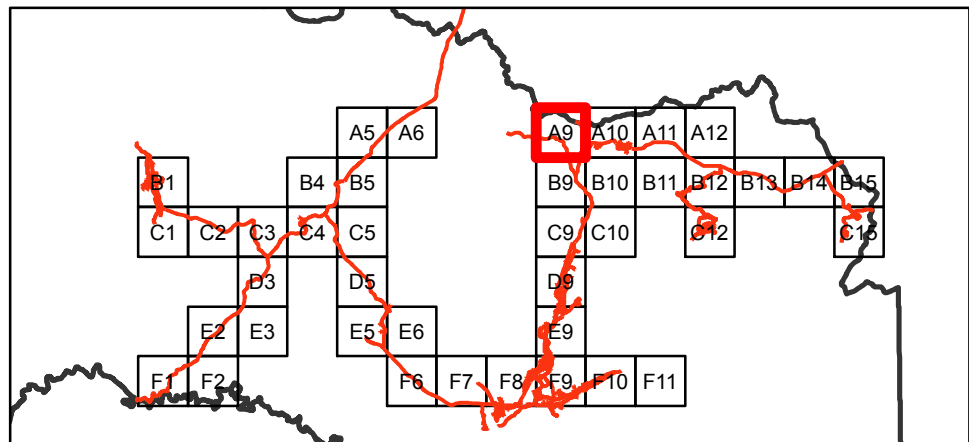 A5 A6 A9 A10 A11 A12
B1 B4 B5 B9 B10 B11 B12 B13 B14 B15
C1 C2 C3 C4 C5 C9 C10 C12 C15
D3 D5 D9
E2 E3 E5 E6 E9
F1 F2 F6 F7 F8 F9 F10 F11